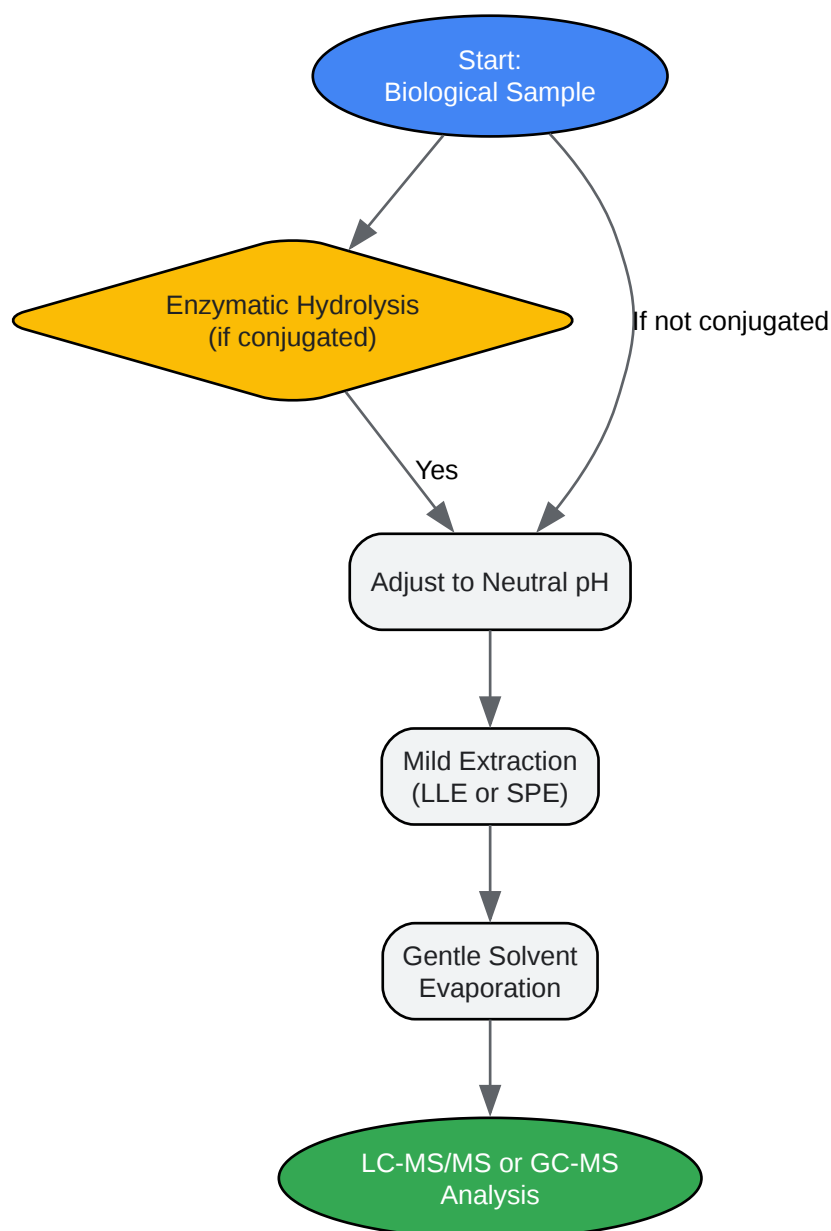 Start:
Biological Sample
Enzymatic Hydrolysis
(if conjugated)
If not conjugated
Yes
Adjust to Neutral pH
Mild Extraction
(LLE or SPE)
Gentle Solvent
Evaporation
LC-MS/MS or GC-MS
Analysis